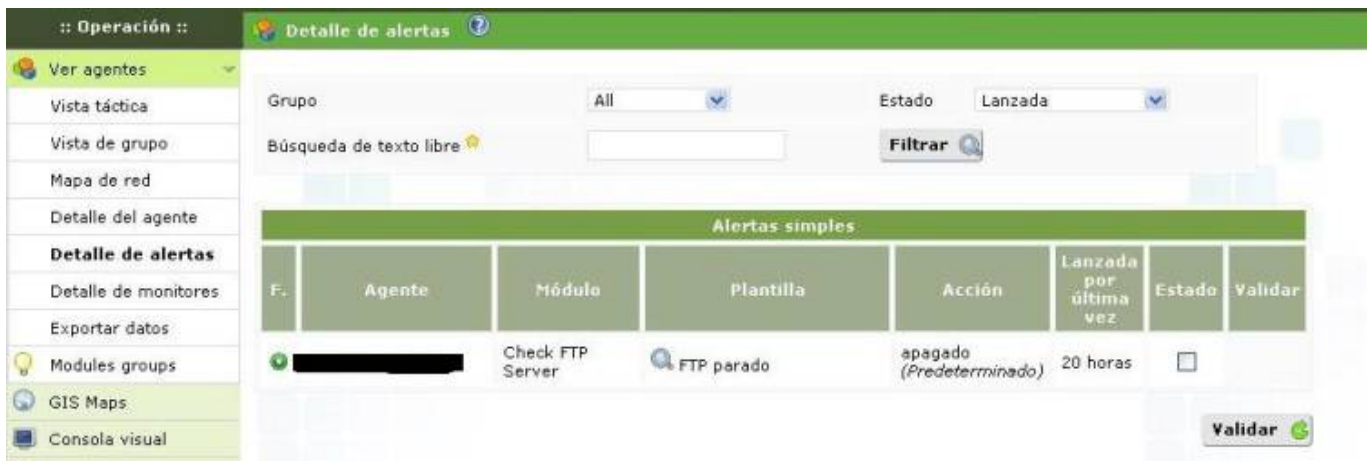 :: Operación ::
Detalle de alertas
Ver agentes
Vista táctica
Vista de grupo
Mapa de red
Detalle del agente
Detalle de alertas
Detalle de monitores
Exportar datos
Modules groups
GIS Maps
Consola visual
Grupo All Estado Lanzada
Búsqueda de texto libre Filtrar
Alertas simples
F. Agente Módulo Plantilla Acción Lanzada por última vez Estado Validar
Check FTP Server FTP parado apagado (Predeterminado) 20 horas
Validar